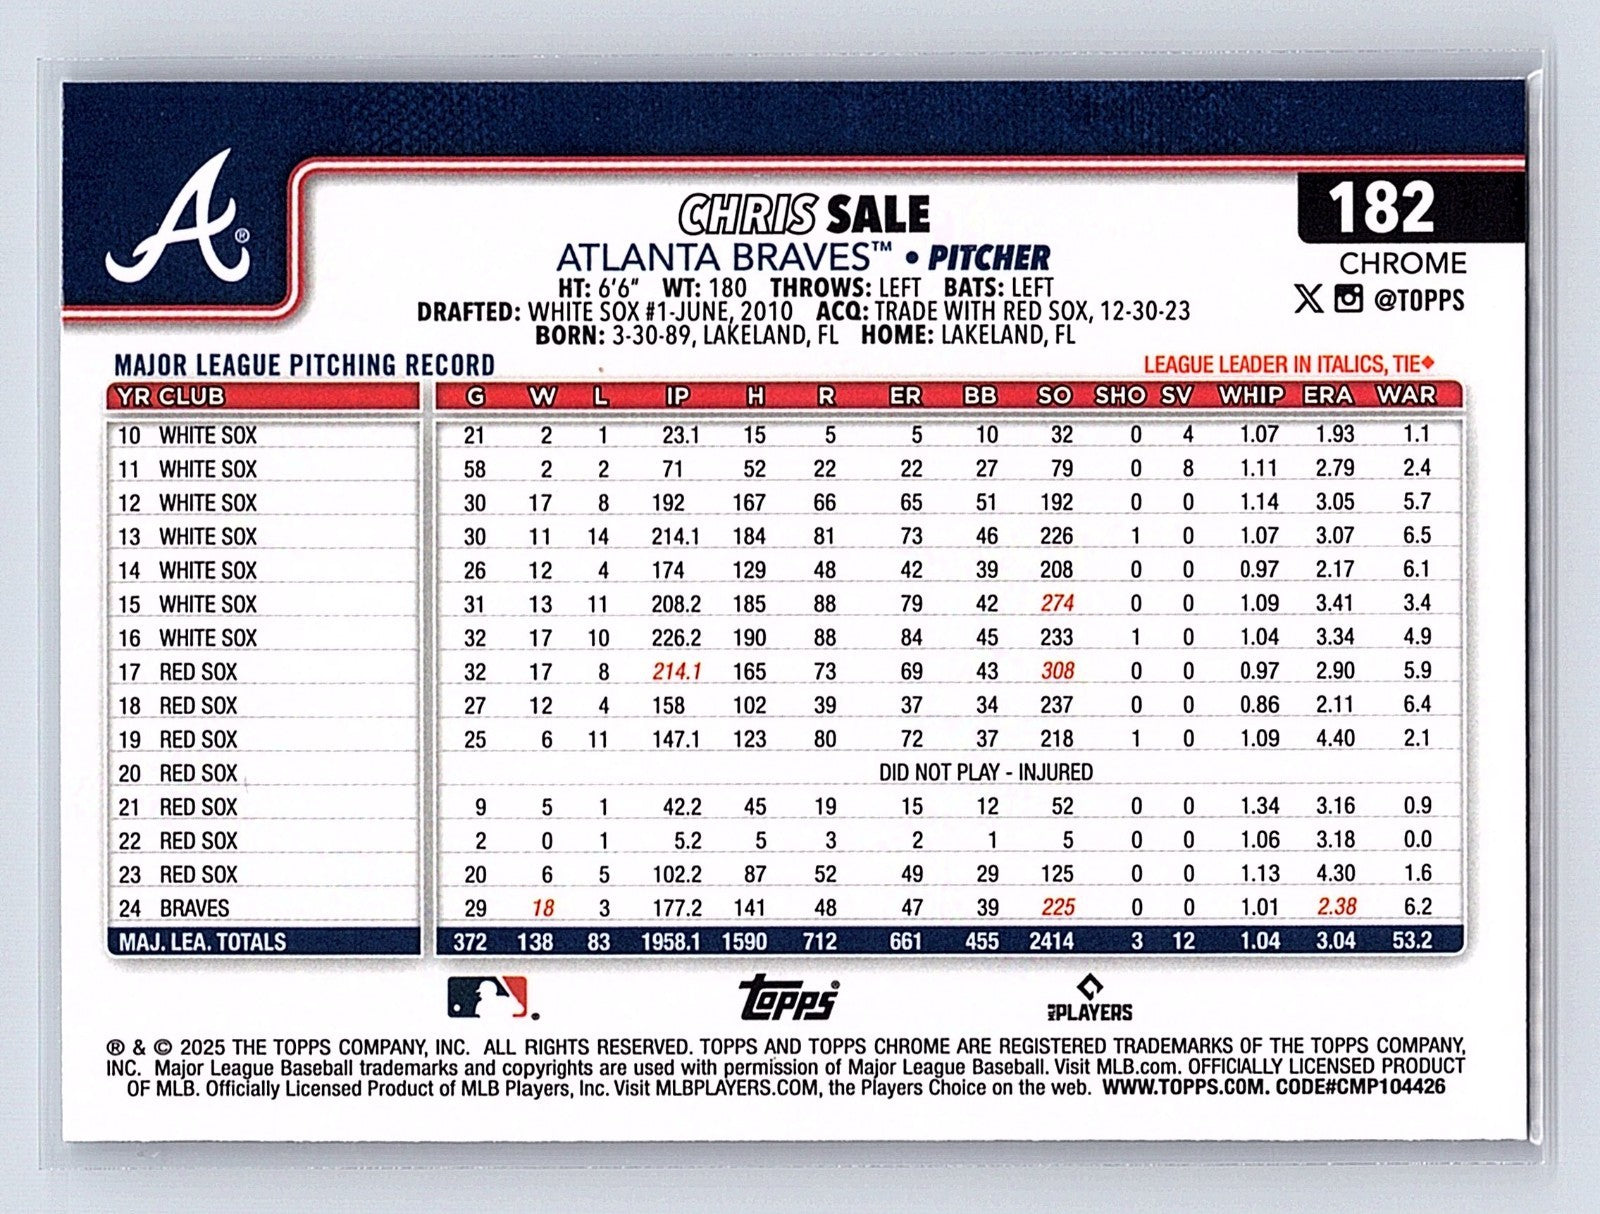 A®
CHRIS SALE
182
ATLANTA BRAVES™ • PITCHER
CHROME
HT: 6'6" WT: 180 THROWS: LEFT BATS: LEFT
@TOPPS
DRAFTED: WHITE SOX #1-JUNE, 2010 ACQ: TRADE WITH RED SOX, 12-30-23
BORN: 3-30-89, LAKELAND, FL HOME: LAKELAND, FL
MAJOR LEAGUE PITCHING RECORD
LEAGUE LEADER IN ITALICS, TIE◆
YR CLUB G W L IP H R ER BB SO SHO SV WHIP ERA WAR
10 WHITE SOX 21 2 1 23.1 15 5 5 10 32 0 4 1.07 1.93 1.1
11 WHITE SOX 58 2 2 71 52 22 22 27 79 0 8 1.11 2.79 2.4
12 WHITE SOX 30 17 8 192 167 66 65 51 192 0 0 1.14 3.05 5.7
13 WHITE SOX 30 11 14 214.1 184 81 73 46 226 1 0 1.07 3.07 6.5
14 WHITE SOX 26 12 4 174 129 48 42 39 208 0 0 0.97 2.17 6.1
15 WHITE SOX 31 13 11 208.2 185 88 79 42 274 0 0 1.09 3.41 3.4
16 WHITE SOX 32 17 10 226.2 190 88 84 45 233 1 0 1.04 3.34 4.9
17 RED SOX 32 17 8 214.1 165 73 69 43 308 0 0 0.97 2.90 5.9
18 RED SOX 27 12 4 158 102 39 37 34 237 0 0 0.86 2.11 6.4
19 RED SOX 25 6 11 147.1 123 80 72 37 218 1 0 1.09 4.40 2.1
20 RED SOX DID NOT PLAY - INJURED
21 RED SOX 9 5 1 42.2 45 19 15 12 52 0 0 1.34 3.16 0.9
22 RED SOX 2 0 1 5.2 5 3 2 1 5 0 0 1.06 3.18 0.0
23 RED SOX 20 6 5 102.2 87 52 49 29 125 0 0 1.13 4.30 1.6
24 BRAVES 29 18 3 177.2 141 48 47 39 225 0 0 1.01 2.38 6.2
MAJ. LEA. TOTALS 372 138 83 1958.1 1590 712 661 455 2414 3 12 1.04 3.04 53.2
topps®
MLB PLAYERS
® & © 2025 THE TOPPS COMPANY, INC. ALL RIGHTS RESERVED. TOPPS AND TOPPS CHROME ARE REGISTERED TRADEMARKS OF THE TOPPS COMPANY,
INC. Major League Baseball trademarks and copyrights are used with permission of Major League Baseball. Visit MLB.com. OFFICIALLY LICENSED PRODUCT
OF MLB. Officially Licensed Product of MLB Players, Inc. Visit MLBPLAYERS.COM, the Players Choice on the web. WWW.TOPPS.COM. CODE#CMP104426